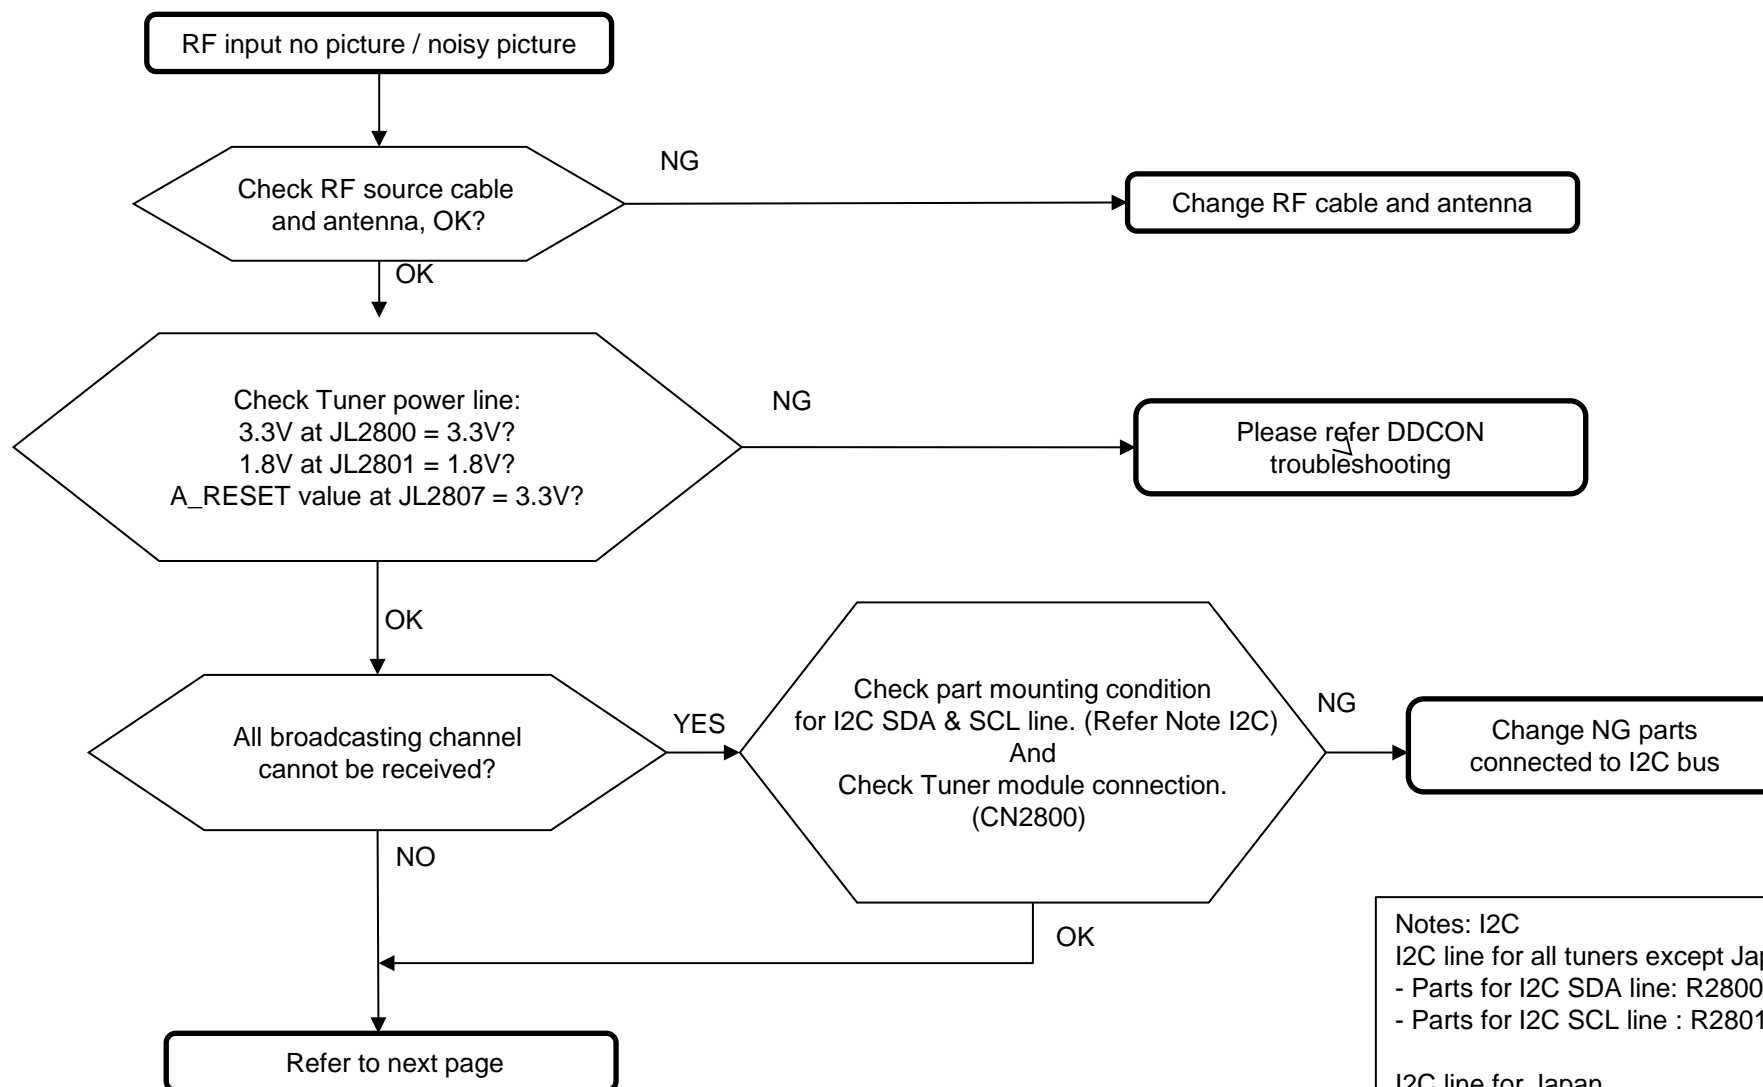 RF input no picture / noisy picture
Check RF source cable
and antenna, OK?
NG
Change RF cable and antenna
OK
Check Tuner power line:
3.3V at JL2800 = 3.3V?
1.8V at JL2801 = 1.8V?
A_RESET value at JL2807 = 3.3V?
NG
Please refer DDCON
troubleshooting
OK
All broadcasting channel
cannot be received?
YES
Check part mounting condition
for I2C SDA & SCL line. (Refer Note I2C)
And
Check Tuner module connection.
(CN2800)
NG
Change NG parts
connected to I2C bus
NO
OK
Refer to next page
Notes: I2C
I2C line for all tuners except
- Parts for I2C SDA line: R2800
- Parts for I2C SCL line : R2801
I2C line for Japan